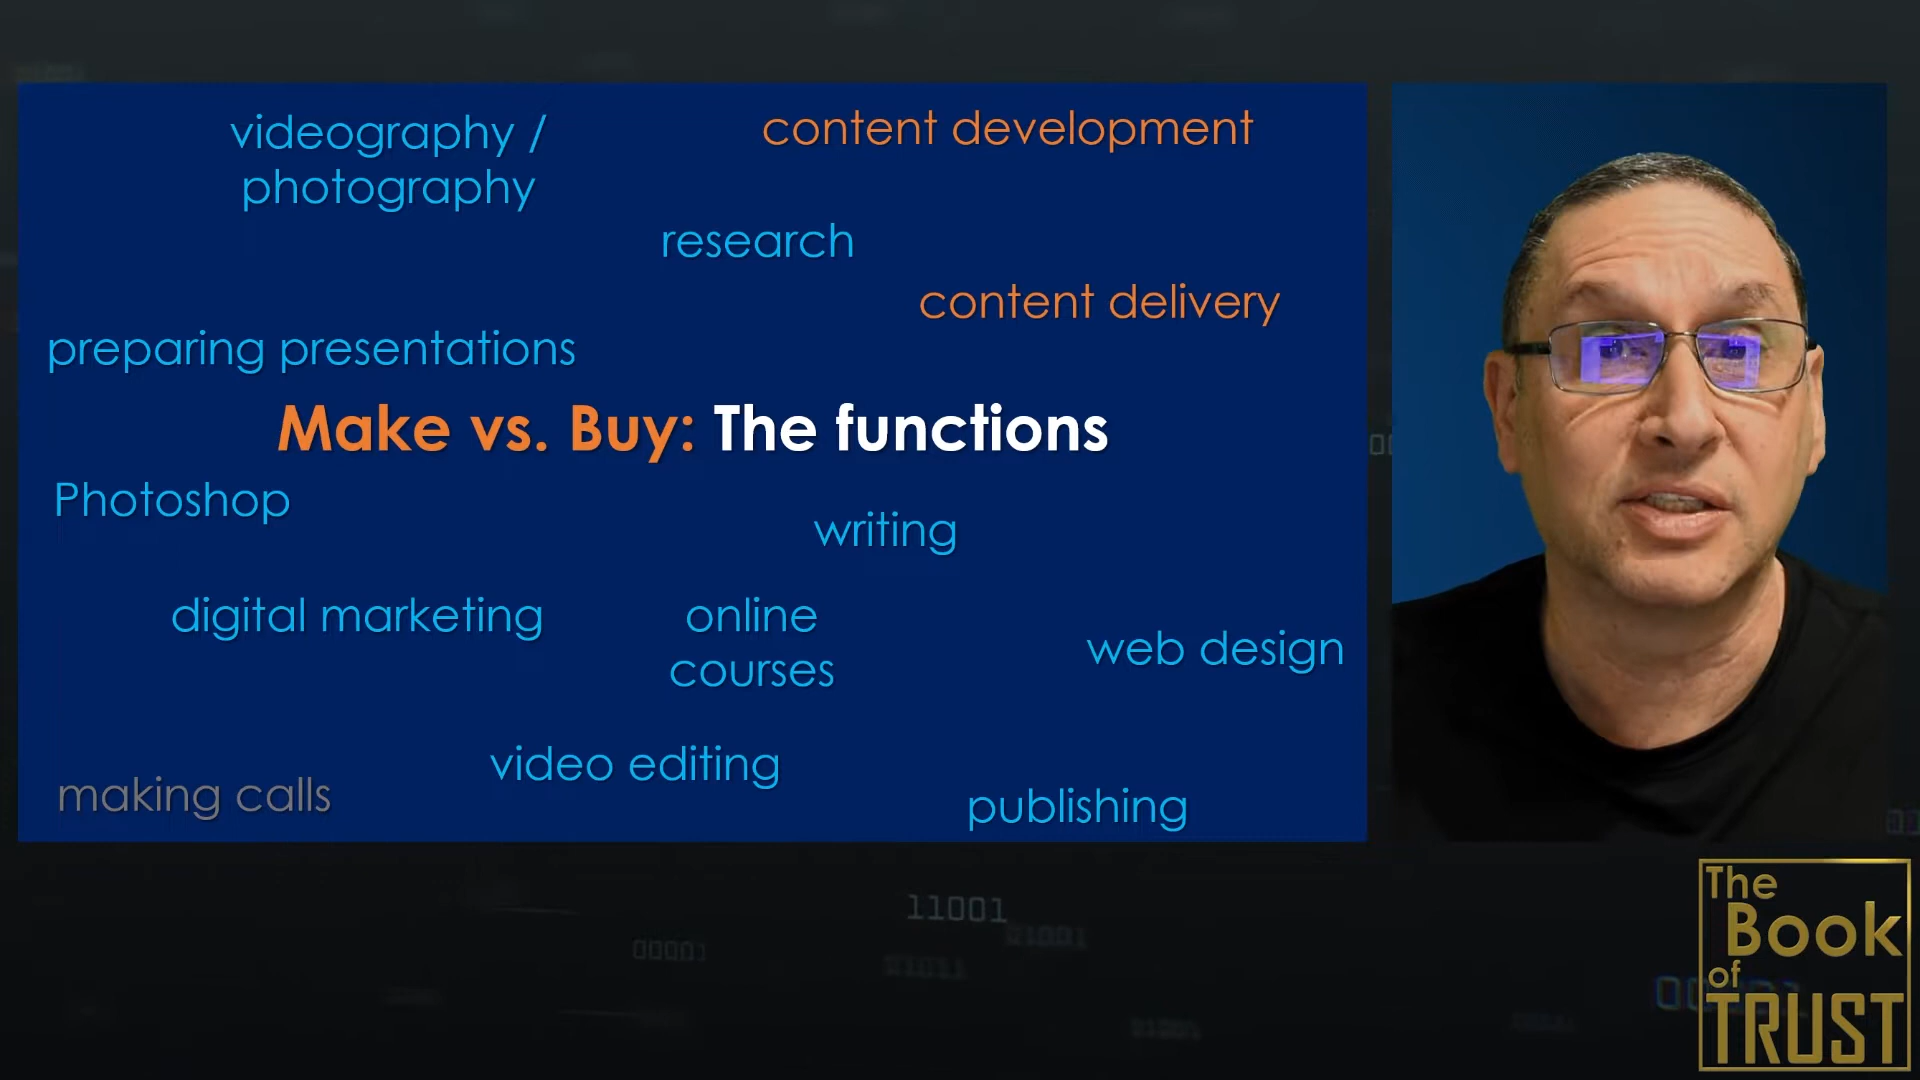 videography /
photography
content development
research
content delivery
preparing presentations
Make vs. Buy: The functions
Photoshop
writing
digital marketing
online
courses
web design
video editing
making calls
publishing
11001
The
Book
of
TRUST